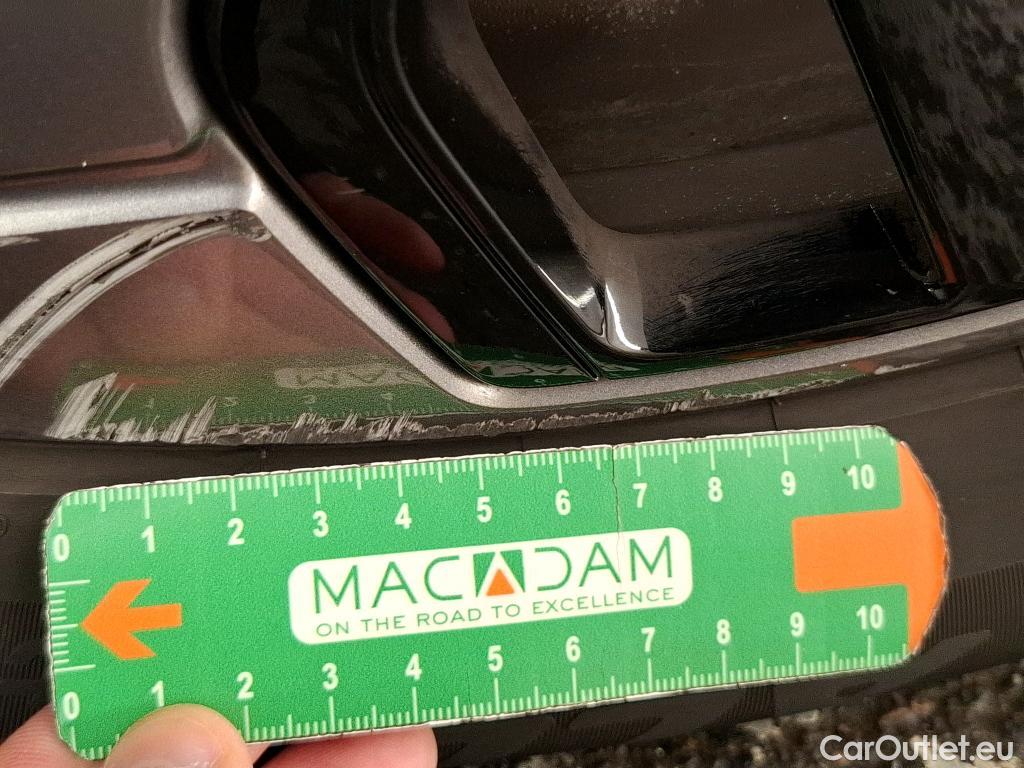 0 1 2 3 4 5 6 7 8 9 10
MACADAM
ON THE ROAD TO EXCELLENCE
0 1 2 3 4 5 6 7 8 9 10
CarOutlet.eu